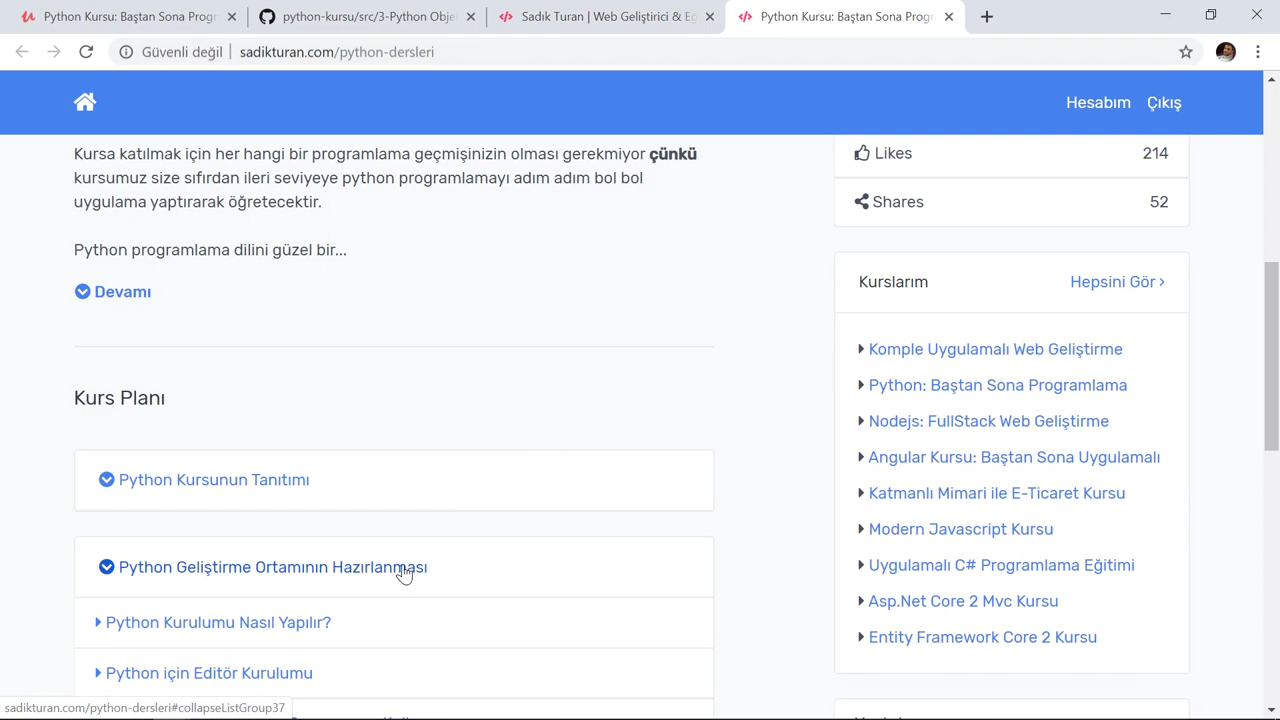 Python Kursu: Baştan Sona Progr
python-kursu/src/3-Python Obje
Sadık Turan | Web Geliştirici & Eğ
Python Kursu: Baştan Sona Prog
Güvenli değil
sadikturan.com/python-dersleri
Hesabım
Çıkış
Kursa katılmak için her hangi bir programlama geçmişinizin olması gerekmiyor çünkü
kursumuz size sıfırdan ileri seviyeye python programlamayı adım adım bol bol
uygulama yaptırarak öğretecektir.
Python programlama dilini güzel bir...
Devamı
Kurs Planı
Python Kursunun Tanıtımı
Python Geliştirme Ortamının Hazırlanması
Python Kurulumu Nasıl Yapılır?
Python için Editör Kurulumu
sadikturan.com/python-dersleri#collapseListGroup37
Likes 214
Shares 52
Kurslarım
Hepsini Gör
Komple Uygulamalı Web Geliştirme
Python: Baştan Sona Programlama
Nodejs: FullStack Web Geliştirme
Angular Kursu: Baştan Sona Uygulamalı
Katmanlı Mimari ile E-Ticaret Kursu
Modern Javascript Kursu
Uygulamalı C# Programlama Eğitimi
Asp.Net Core 2 Mvc Kursu
Entity Framework Core 2 Kursu